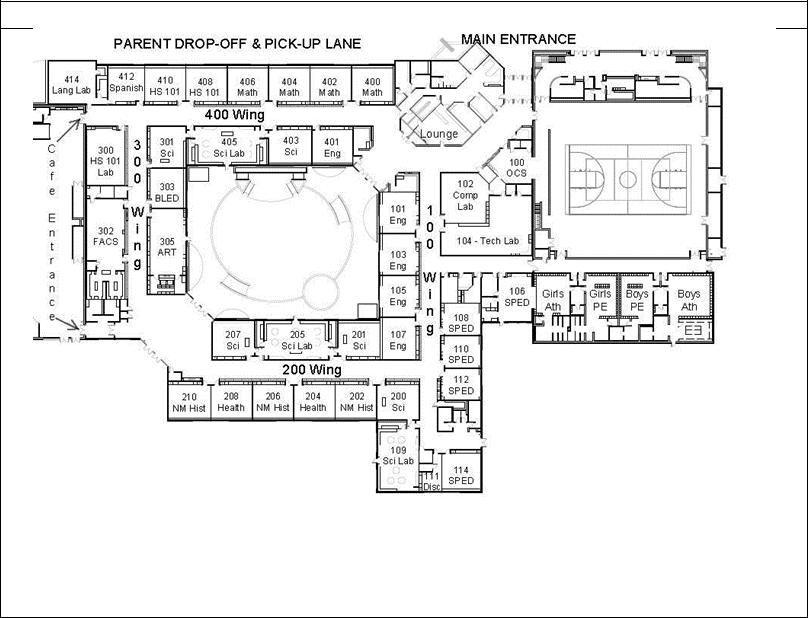 PARENT DROP-OFF & PICK-UP LANE
MAIN ENTRANCE
414
Lang Lab
412
Spanish
410
HS 101
408
HS 101
406
Math
404
Math
402
Math
400
Math
400 Wing
Lounge
Cafe Entrance
300
HS 101
Lab
300 Wing
301
Sci
405
Sci Lab
403
Sci
401
Eng
100
OCS
303
BLED
102
Comp
Lab
101
Eng
100 Wing
302
FACS
305
ART
104 - Tech Lab
103
Eng
105
Eng
106
SPED
Girls
Ath
Girls
PE
Boys
PE
Boys
Ath
207
Sci
205
Sci Lab
201
Sci
107
Eng
108
SPED
110
SPED
200 Wing
112
SPED
210
NM Hist
208
Health
206
NM Hist
204
Health
202
NM Hist
200
Sci
109
Sci Lab
111
Disc
114
SPED